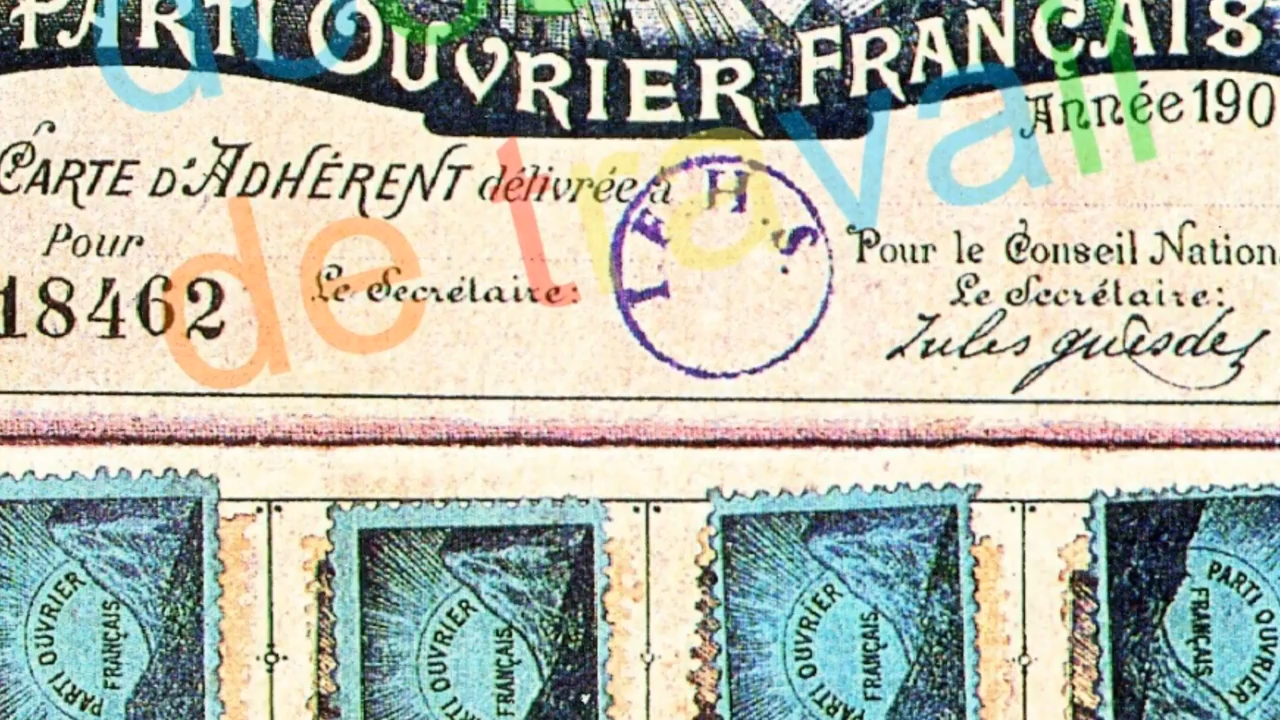 PARTI OUVRIER FRANÇAIS
Année 190
CARTE D'ADHÉRENT délivrée à
Pour
18462
Le Secrétaire:
I.F.H.S.
Pour le Conseil Nation
Le Secrétaire:
Jules guesde
de travail
PARTI OUVRIER FRANÇAIS
PARTI OUVRIER FRANÇAIS
PARTI OUVRIER FRANÇAIS
PARTI OUVRIER FRANÇAIS